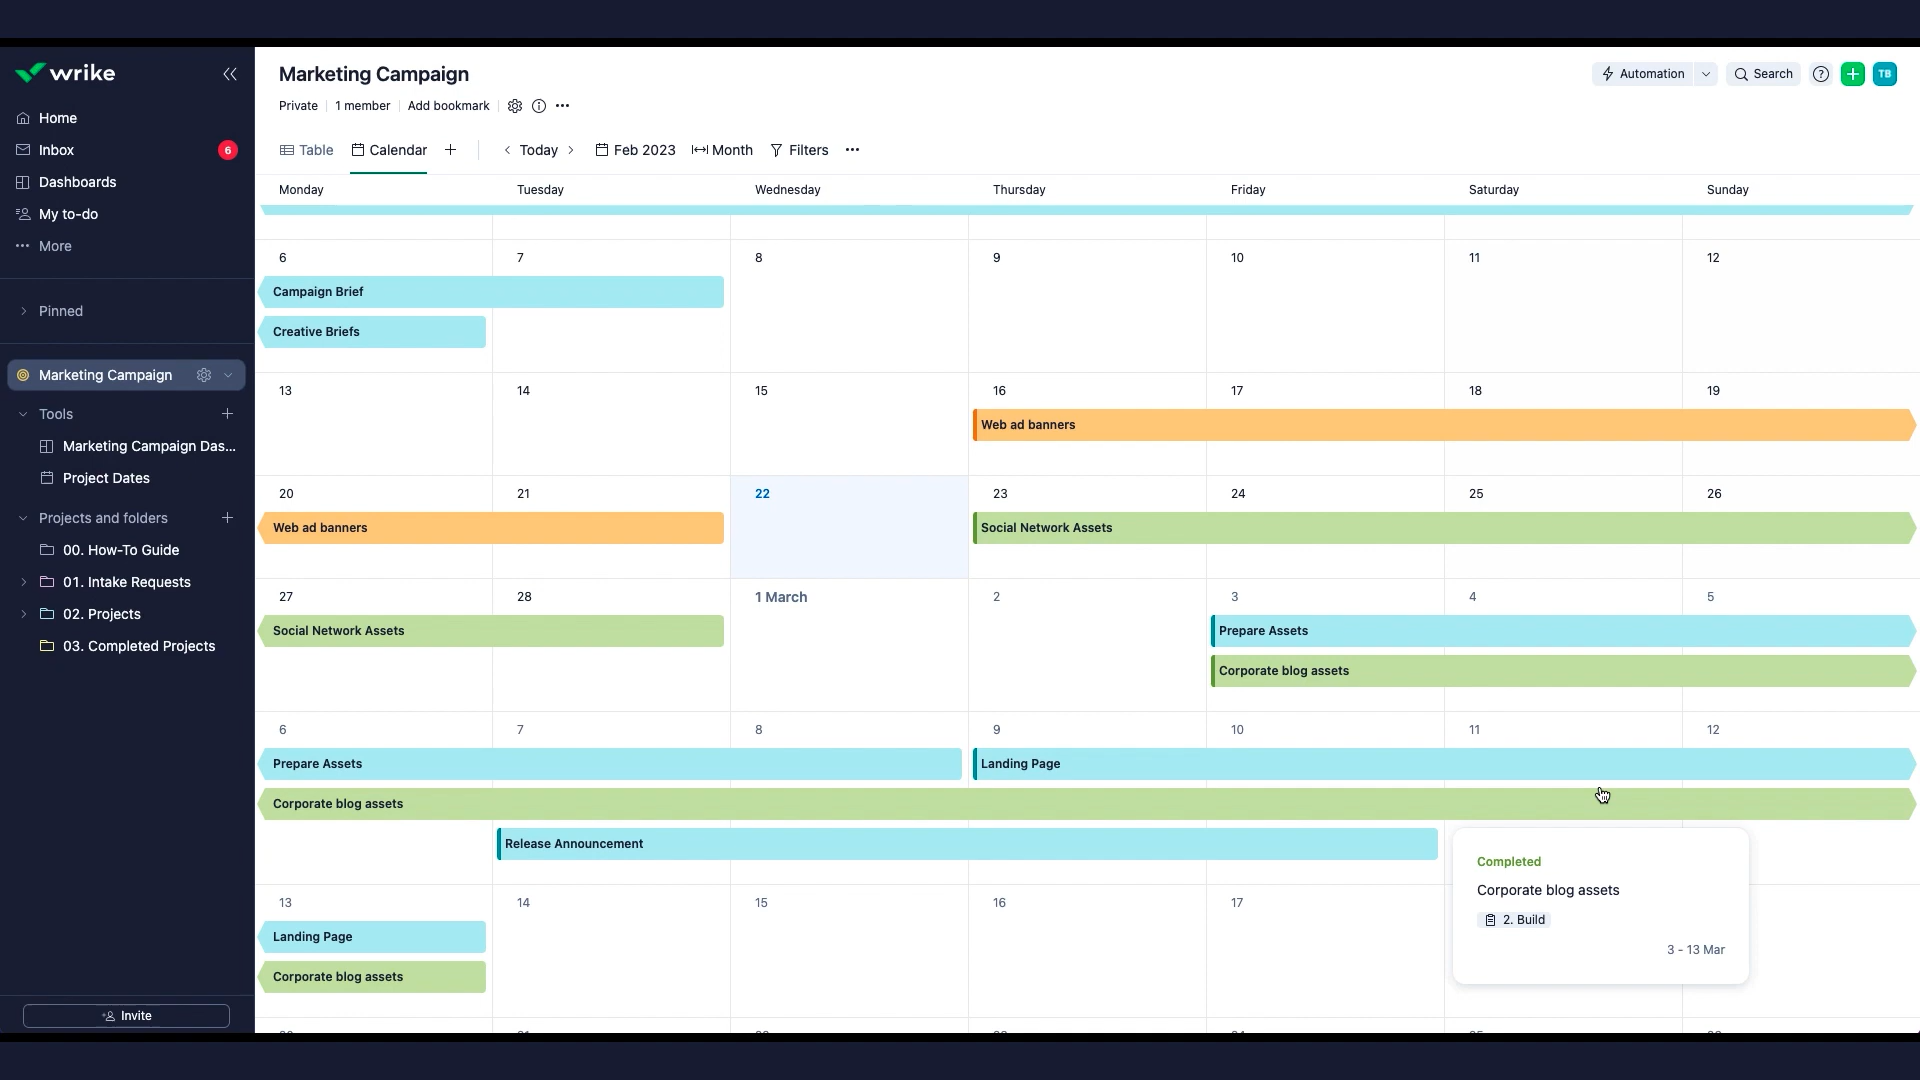 wrike
Home
Inbox
6
Dashboards
My to-do
More
Pinned
Marketing Campaign
Tools
Marketing Campaign Das...
Project Dates
Projects and folders
00. How-To Guide
01. Intake Requests
02. Projects
03. Completed Projects
Invite
Marketing Campaign
Automation
Search
TB
Private
1 member
Add bookmark
Table
Calendar
Today
Feb 2023
Month
Filters
Monday Tuesday Wednesday Thursday Friday Saturday Sunday
6 7 8 9 10 11 12
Campaign Brief
Creative Briefs
13 14 15 16 17 18 19
Web ad banners
20 21 22 23 24 25 26
Web ad banners Social Network Assets
27 28 1 March 2 3 4 5
Social Network Assets Prepare Assets
Corporate blog assets
6 7 8 9 10 11 12
Prepare Assets Landing Page
Corporate blog assets
Release Announcement
13 14 15 16 17
Landing Page
Corporate blog assets
Completed
Corporate blog assets
2. Build
3 - 13 Mar